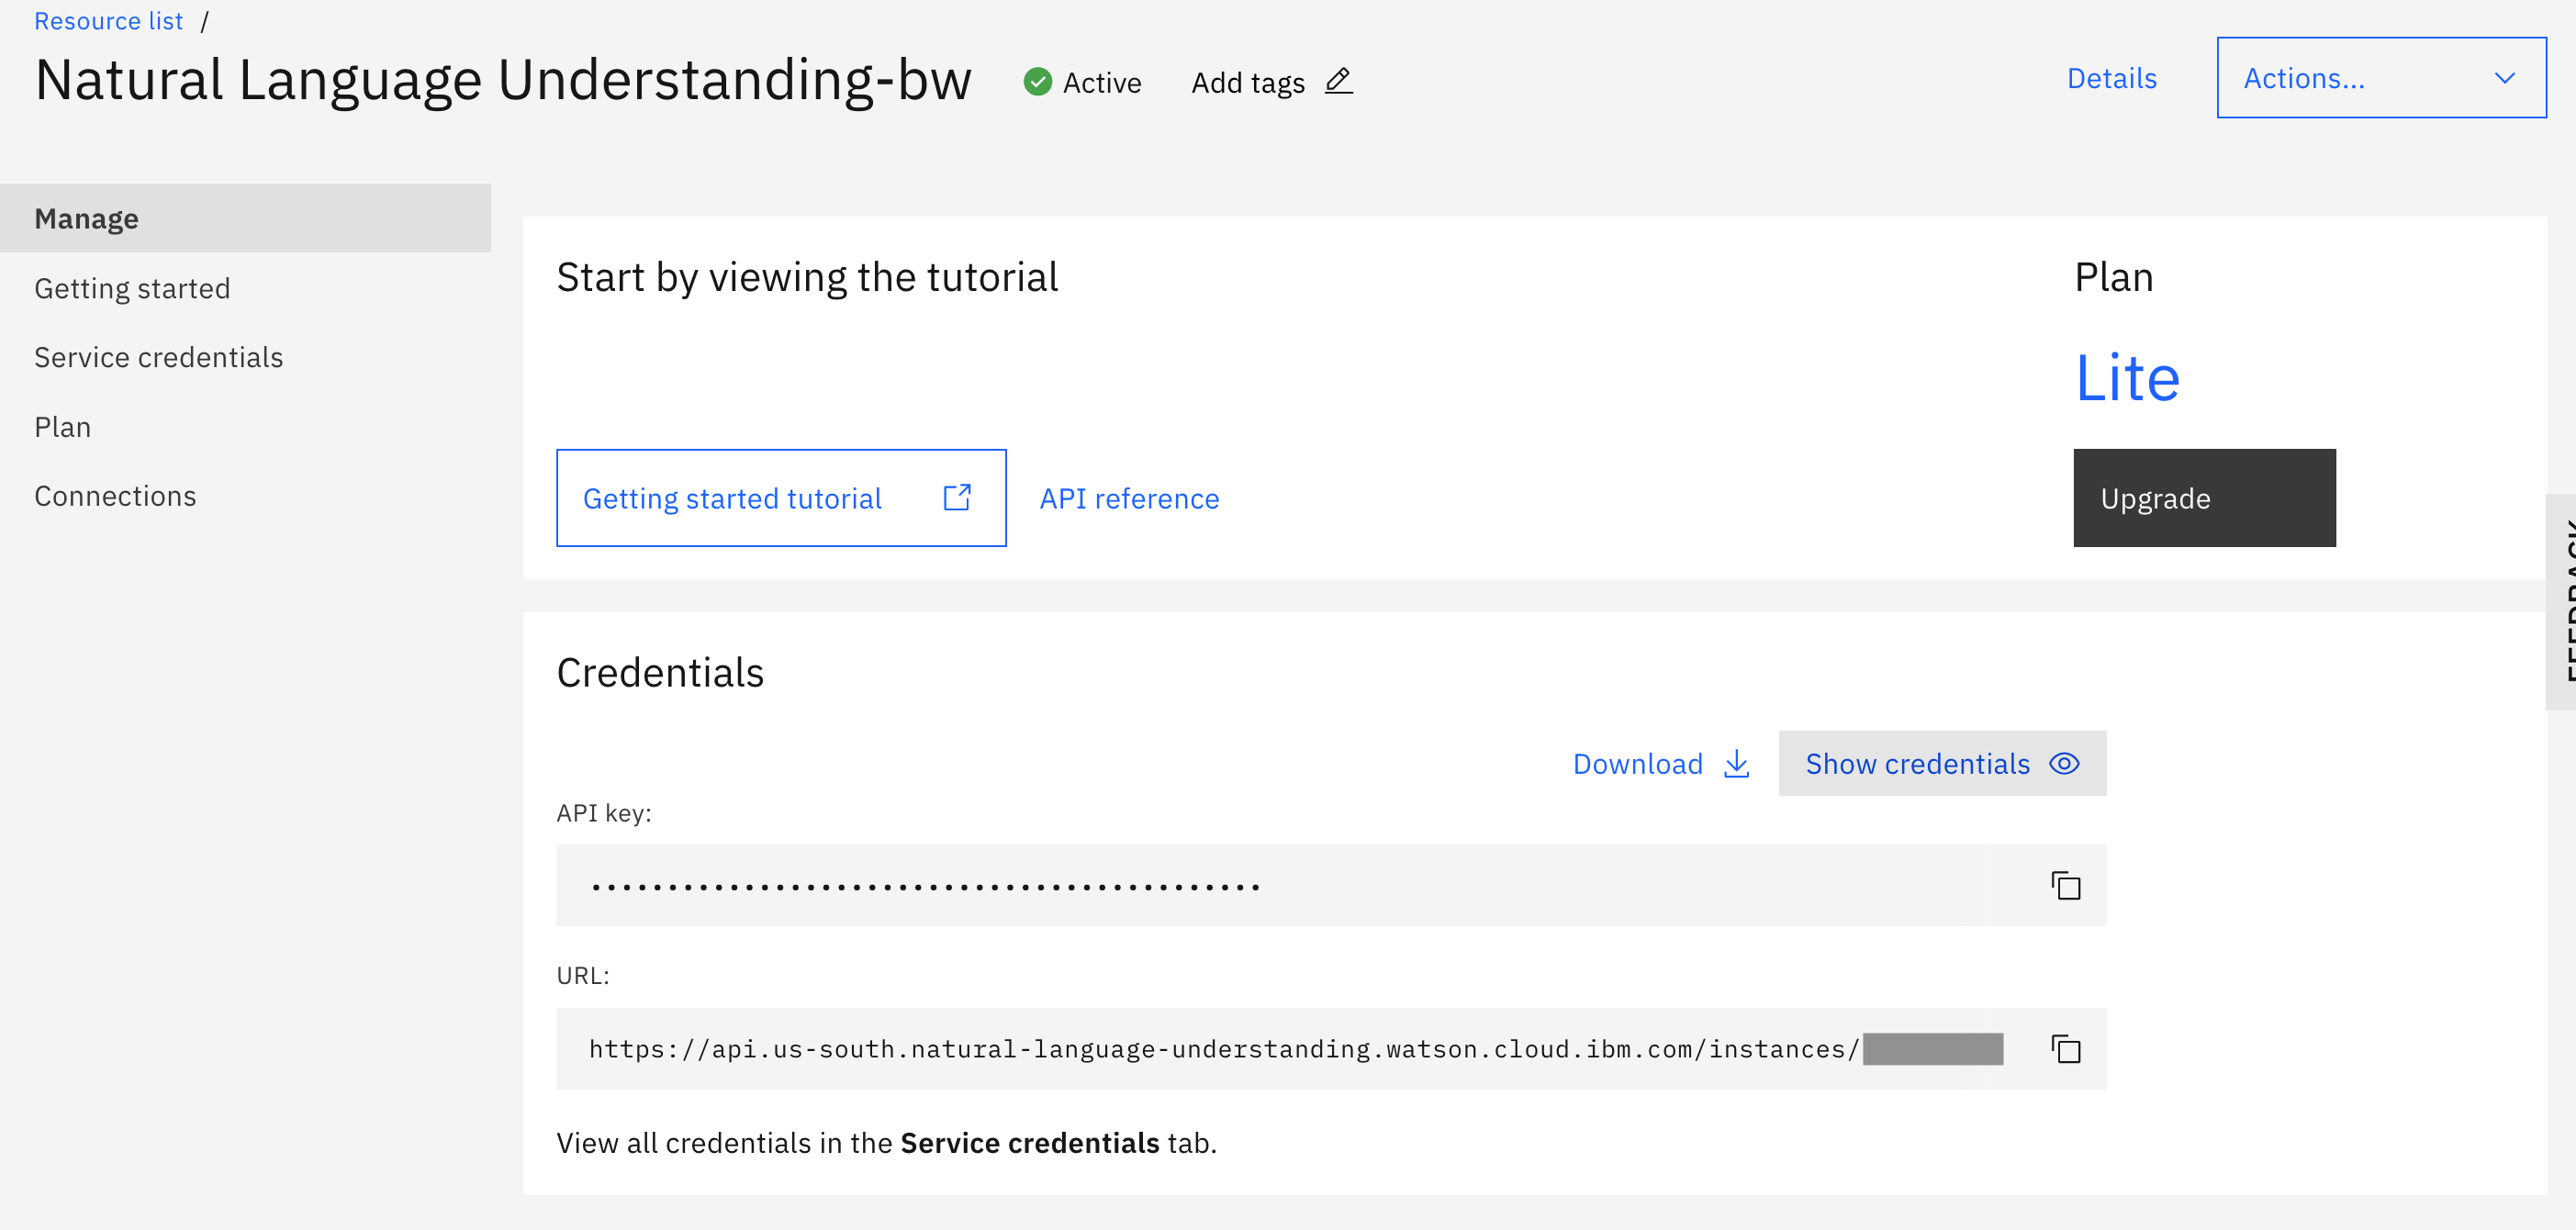 Resource list /
Natural Language Understanding-bw
Active
Add tags
Details
Actions...
Manage
Getting started
Service credentials
Plan
Connections
Start by viewing the tutorial
Getting started tutorial
API reference
Plan
Lite
Upgrade
FEEDBACK
Credentials
Download
Show credentials
API key:
••••••••••••••••••••••••••••••••••••••••••••
URL:
https://api.us-south.natural-language-understanding.watson.cloud.ibm.com/instances/
View all credentials in the Service credentials tab.